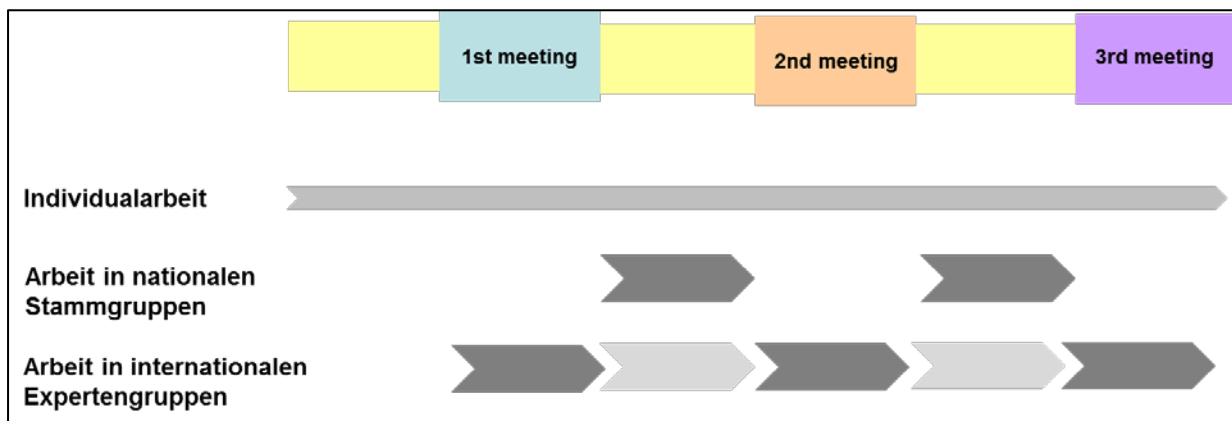 1st meeting
2nd meeting
3rd meeting
Individualarbeit
Arbeit in nationalen
Stammgruppen
Arbeit in internationalen
Expertengruppen